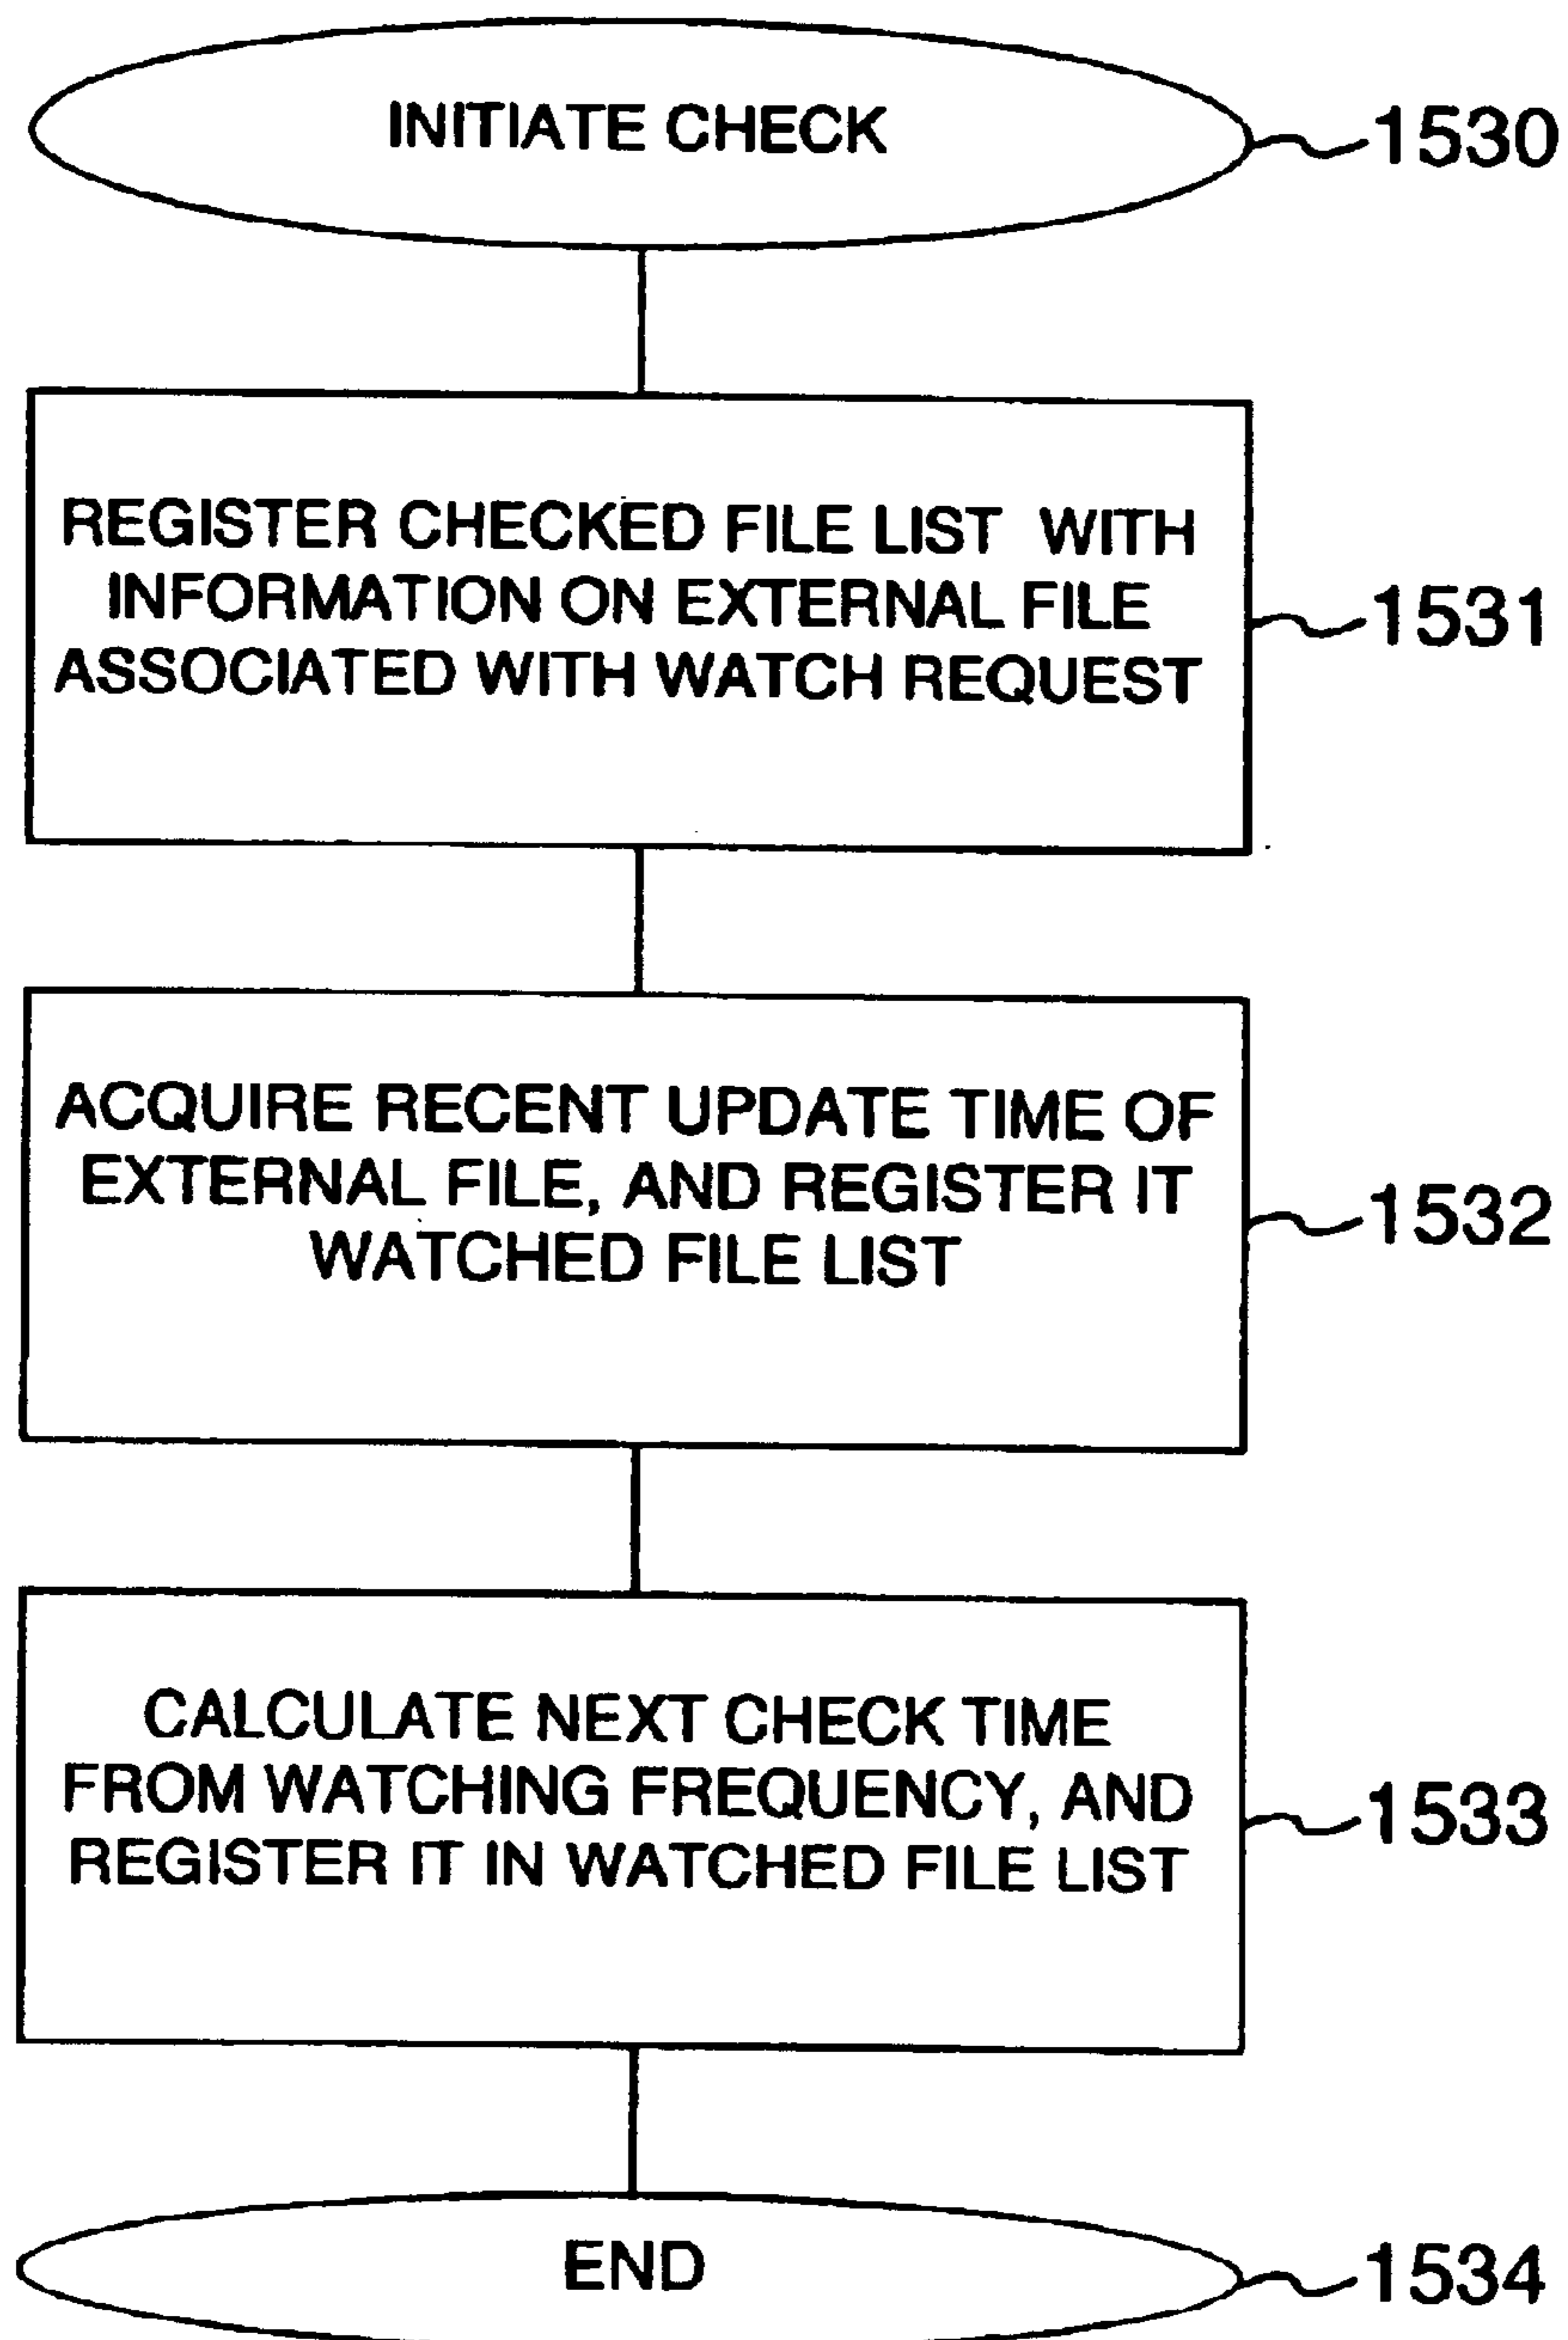 INITIATE CHECK
1530
REGISTER CHECKED FILE LIST WITH
INFORMATION ON EXTERNAL FILE
ASSOCIATED WITH WATCH REQUEST
1531
ACQUIRE RECENT UPDATE TIME OF
EXTERNAL FILE, AND REGISTER IT
WATCHED FILE LIST
1532
CALCULATE NEXT CHECK TIME
FROM WATCHING FREQUENCY, AND
REGISTER IT IN WATCHED FILE LIST
1533
END
1534